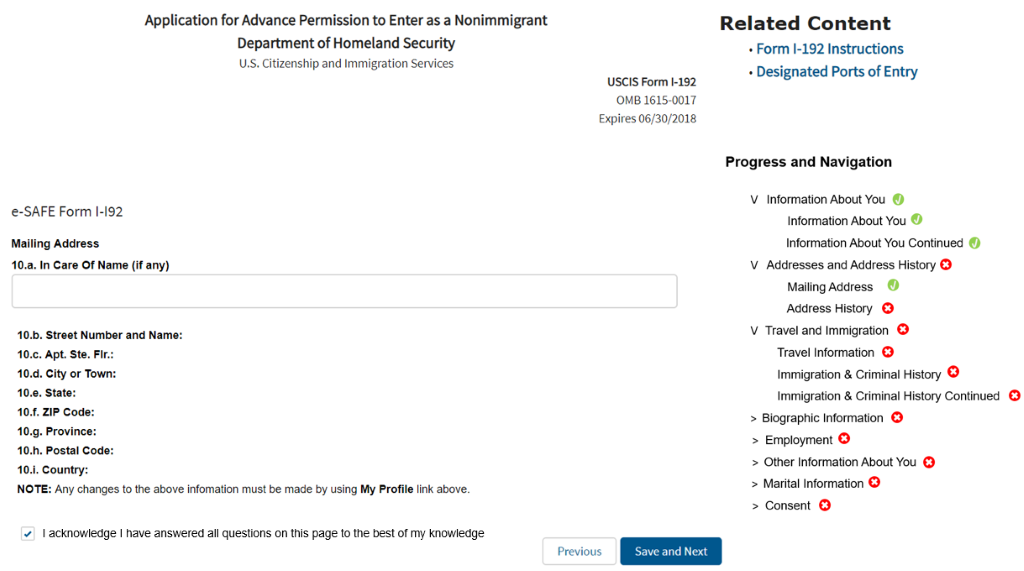 Application for Advance Permission to Enter as a Nonimmigrant
Department of Homeland Security
U.S. Citizenship and Immigration Services
USCIS Form I-192
OMB 1615-0017
Expires 06/30/2018
e-SAFE Form I-I92
Mailing Address
10.a. In Care Of Name (if any)
10.b. Street Number and Name:
10.c. Apt. Ste. Flr.:
10.d. City or Town:
10.e. State:
10.f. ZIP Code:
10.g. Province:
10.h. Postal Code:
10.i. Country:
NOTE: Any changes to the above infomation must be made by using My Profile link above.
I acknowledge I have answered all questions on this page to the best of my knowledge
Previous
Save and Next
Related Content
• Form I-192 Instructions
• Designated Ports of Entry
Progress and Navigation
V Information About You
Information About You
Information About You Continued
V Addresses and Address History
Mailing Address
Address History
V Travel and Immigration
Travel Information
Immigration & Criminal History
Immigration & Criminal History Continued
> Biographic Information
> Employment
> Other Information About You
> Marital Information
> Consent